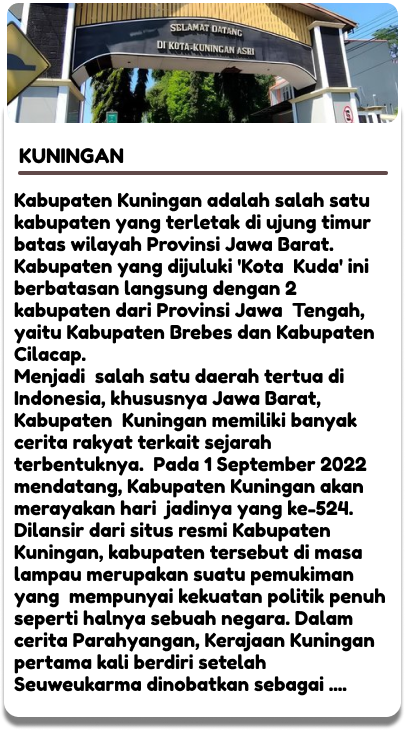 SELAMAT DATANG
DI KOTA-KUNINGAN ASRI
KUNINGAN
Kabupaten Kuningan adalah salah satu
kabupaten yang terletak di ujung timur
batas wilayah Provinsi Jawa Barat.
Kabupaten yang dijuluki 'Kota Kuda' ini
berbatasan langsung dengan 2
kabupaten dari Provinsi Jawa Tengah,
yaitu Kabupaten Brebes dan Kabupaten
Cilacap.
Menjadi salah satu daerah tertua di
Indonesia, khususnya Jawa Barat,
Kabupaten Kuningan memiliki banyak
cerita rakyat terkait sejarah
terbentuknya. Pada 1 September 2022
mendatang, Kabupaten Kuningan akan
merayakan hari jadinya yang ke-524.
Dilansir dari situs resmi Kabupaten
Kuningan, kabupaten tersebut di masa
lampau merupakan suatu pemukiman
yang mempunyai kekuatan politik penuh
seperti halnya sebuah negara. Dalam
cerita Parahyangan, Kerajaan Kuningan
pertama kali berdiri setelah
Seuweukarma dinobatkan sebagai ....